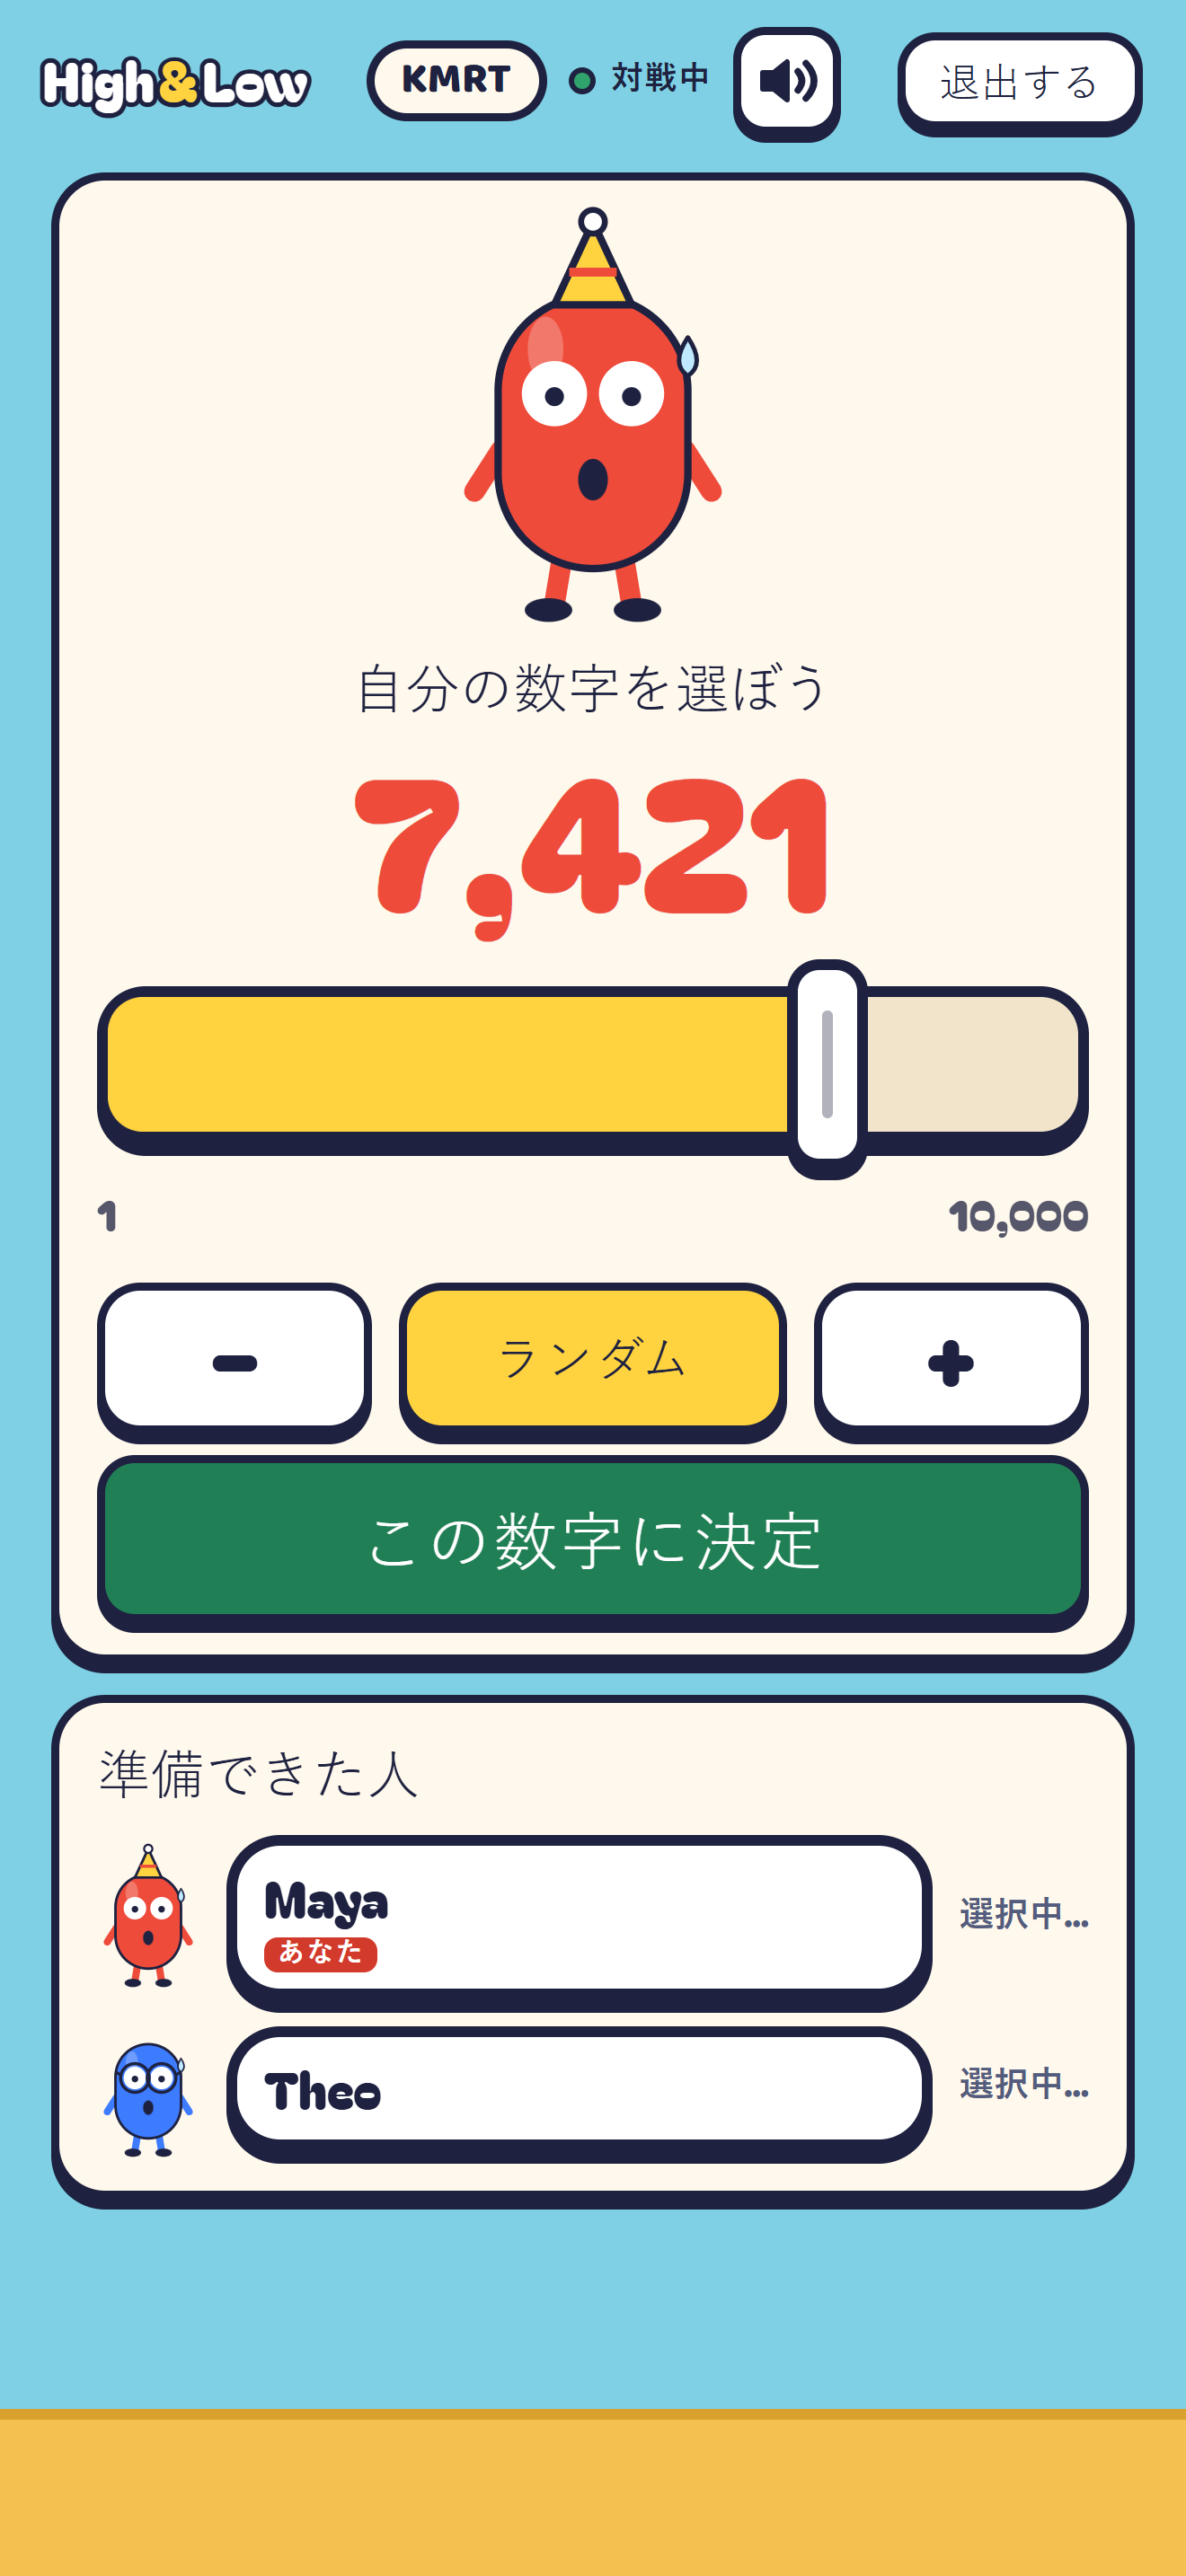 High&Low
KMRT
対戦中
退出する
自分の数字を選ぼう
7,421
1
10,000
ランダム
この数字に決定
準備できた人
Maya
あなた
選択中…
Theo
選択中…